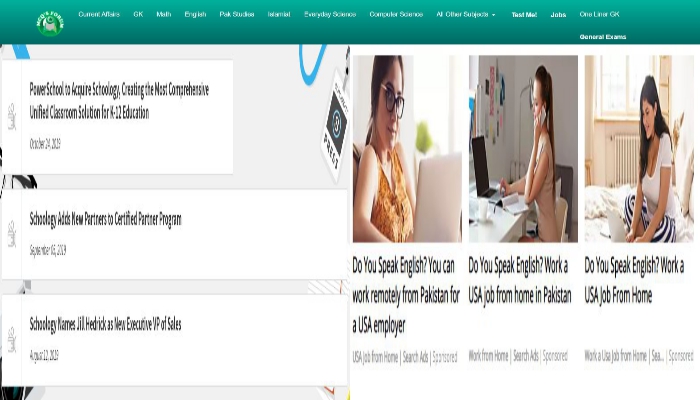 Current Affairs GK Math English Pak Studies Islamiat Everyday Science Computer Science All Other Subjects Test Me! Jobs One Liner GK
General Exams
PowerSchool to Acquire Schoology, Creating the Most Comprehensive
Unified Classroom Solution for K-12 Education
October 24, 2019
Schoology Adds New Partners to Certified Partner Program
September 05, 2019
Schoology Names Jill Hedrick as New Executive VP of Sales
August 12, 2019
PRESS
Do You Speak English? You can
work remotely from Pakistan for
a USA employer
USA Job from Home | Search Ads | Sponsored
Do You Speak English? Work a
USA job from home in Pakistan
Work from Home | Search Ads | Sponsored
Do You Speak English? Work a
USA Job From Home
Work a Usa Job from Home | Sea... | Sponsored